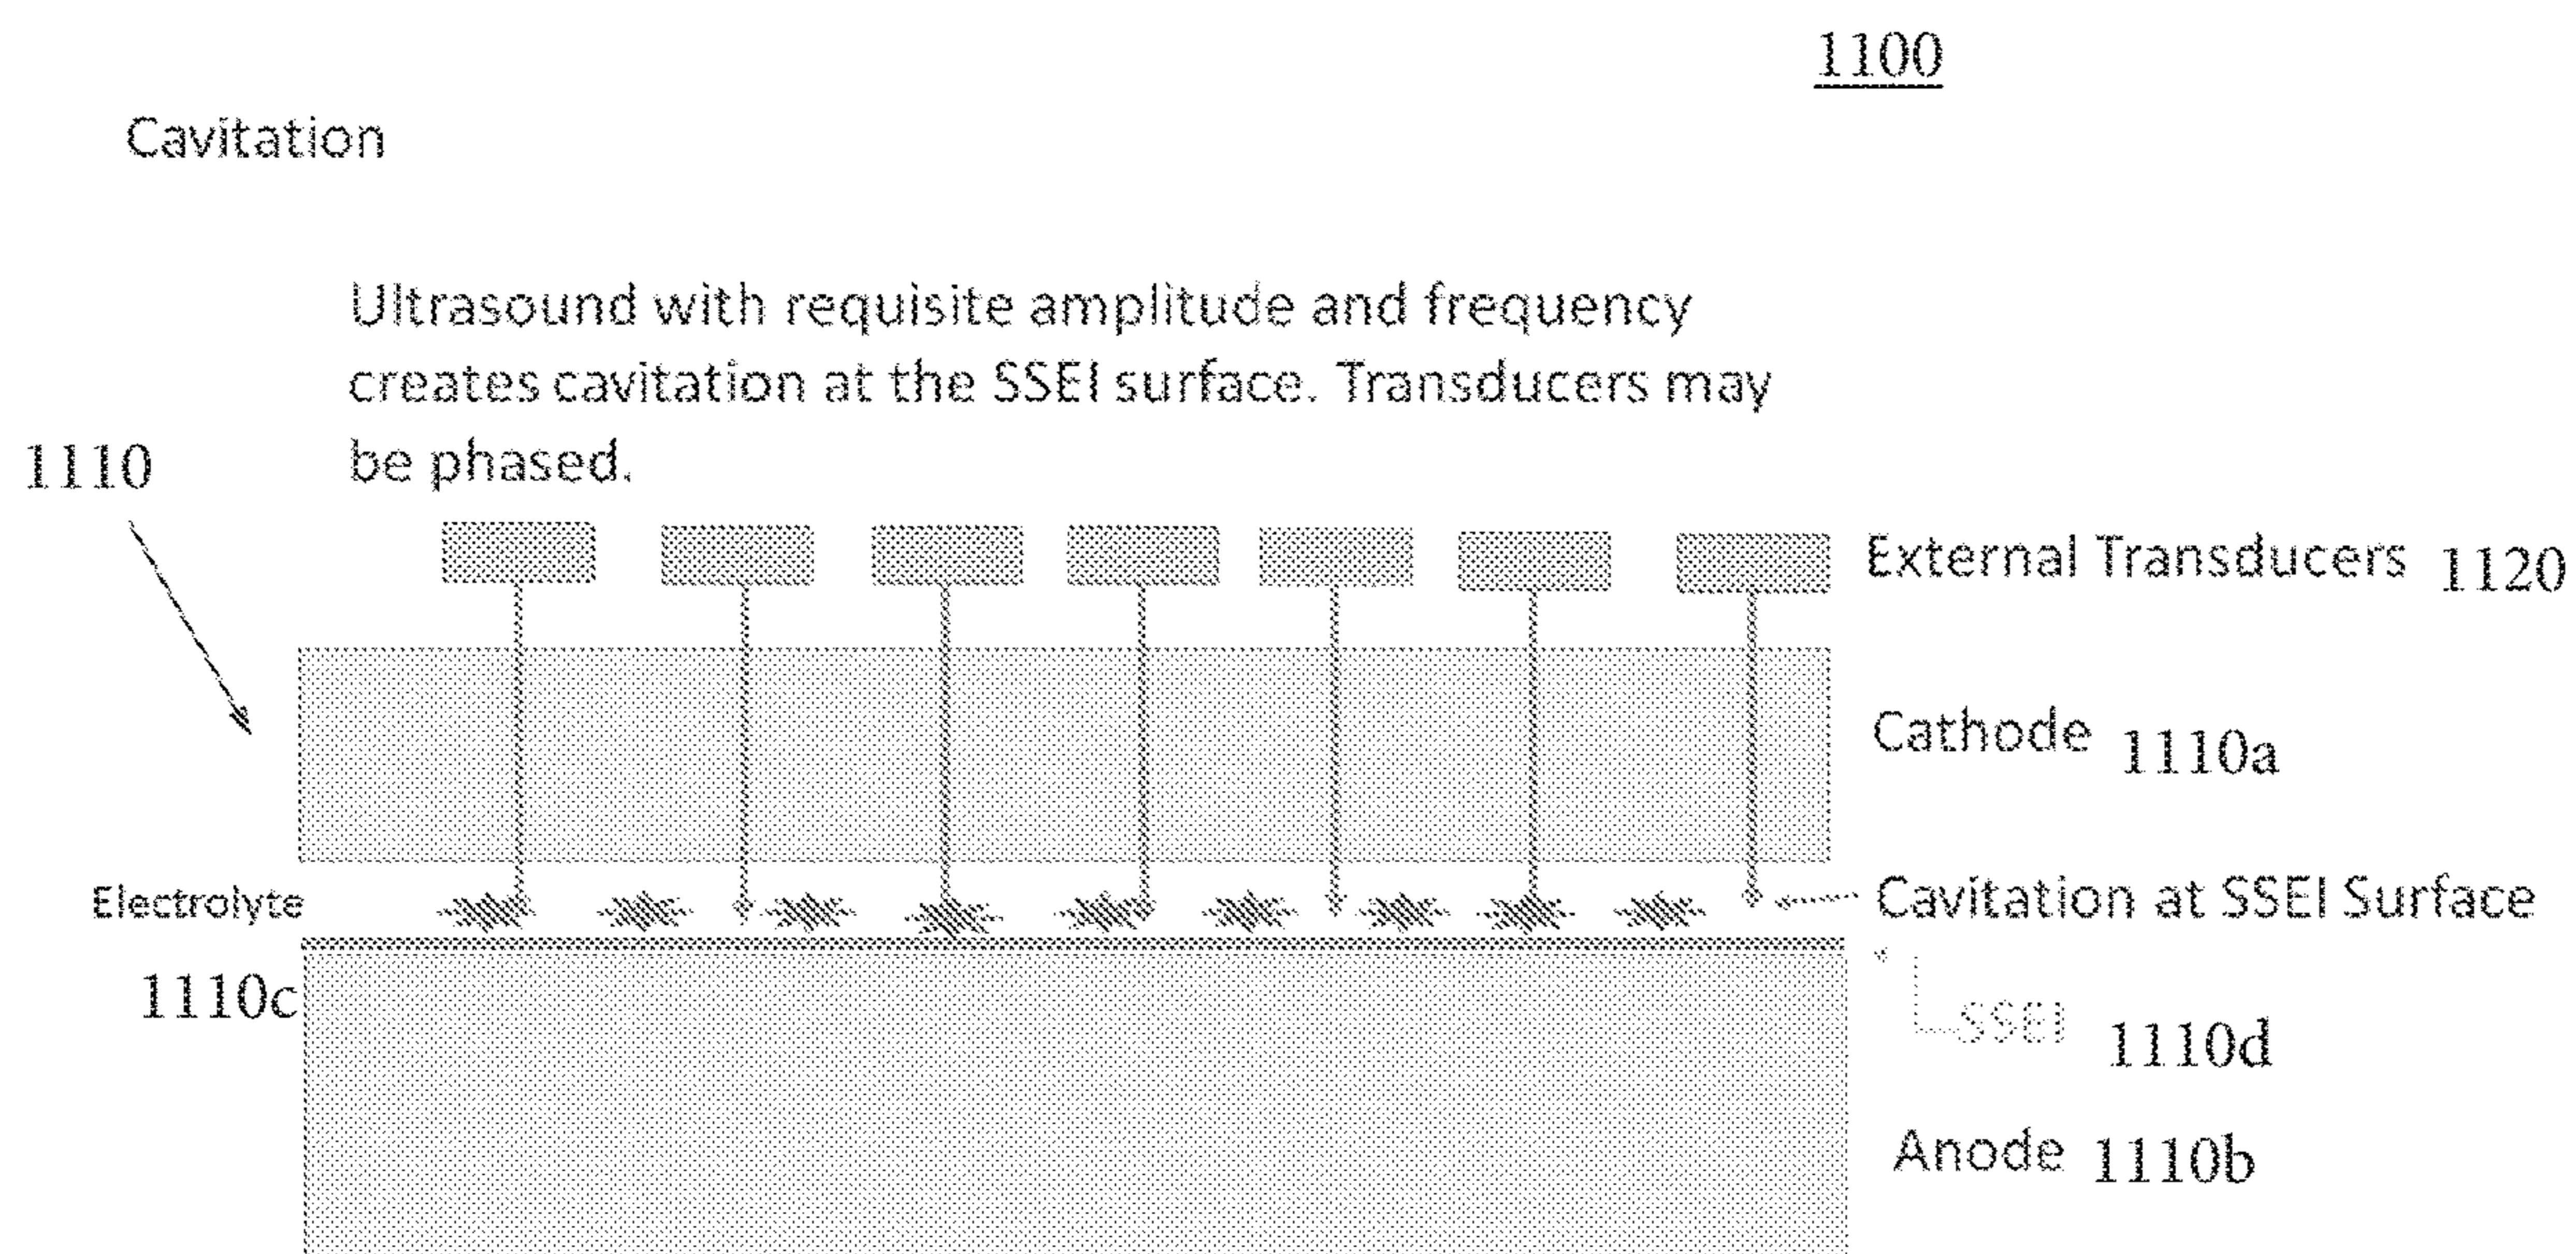 1100
Cavitation
Ultrasound with requisite amplitude and frequency
creates cavitation at the SSEI surface. Transducers may
be phased.
1110
External Transducers 1120
Cathode 1110a
Electrolyte
Cavitation at SSEI Surface
1110c
SSEI 1110d
Anode 1110b